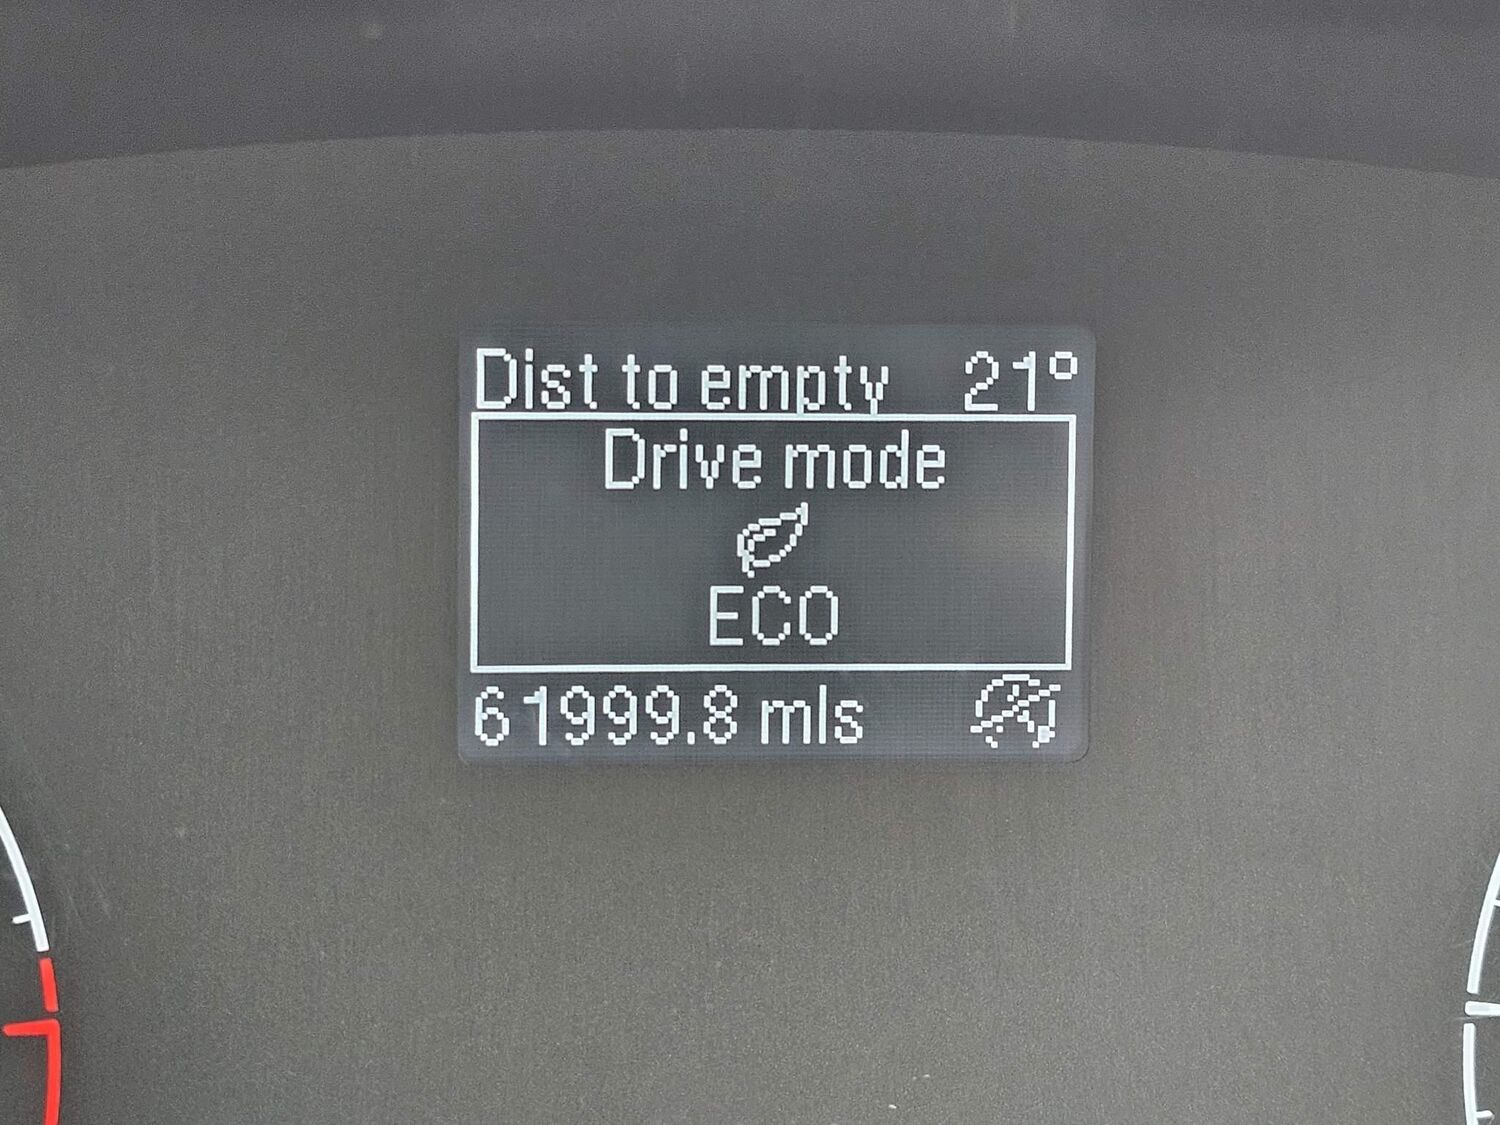 Dist to empty 21°
Drive mode
ECO
61999.8 mls